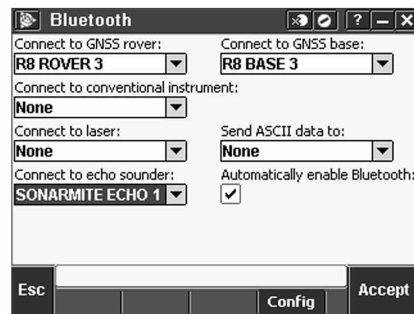 Bluetooth ? – X
Connect to GNSS rover: Connect to GNSS base:
R8 ROVER 3 R8 BASE 3
Connect to conventional instrument:
None
Connect to laser: Send ASCII data to:
None None
Connect to echo sounder: Automatically enable Bluetooth:
SONARMITE ECHO 1
Esc Config Accept